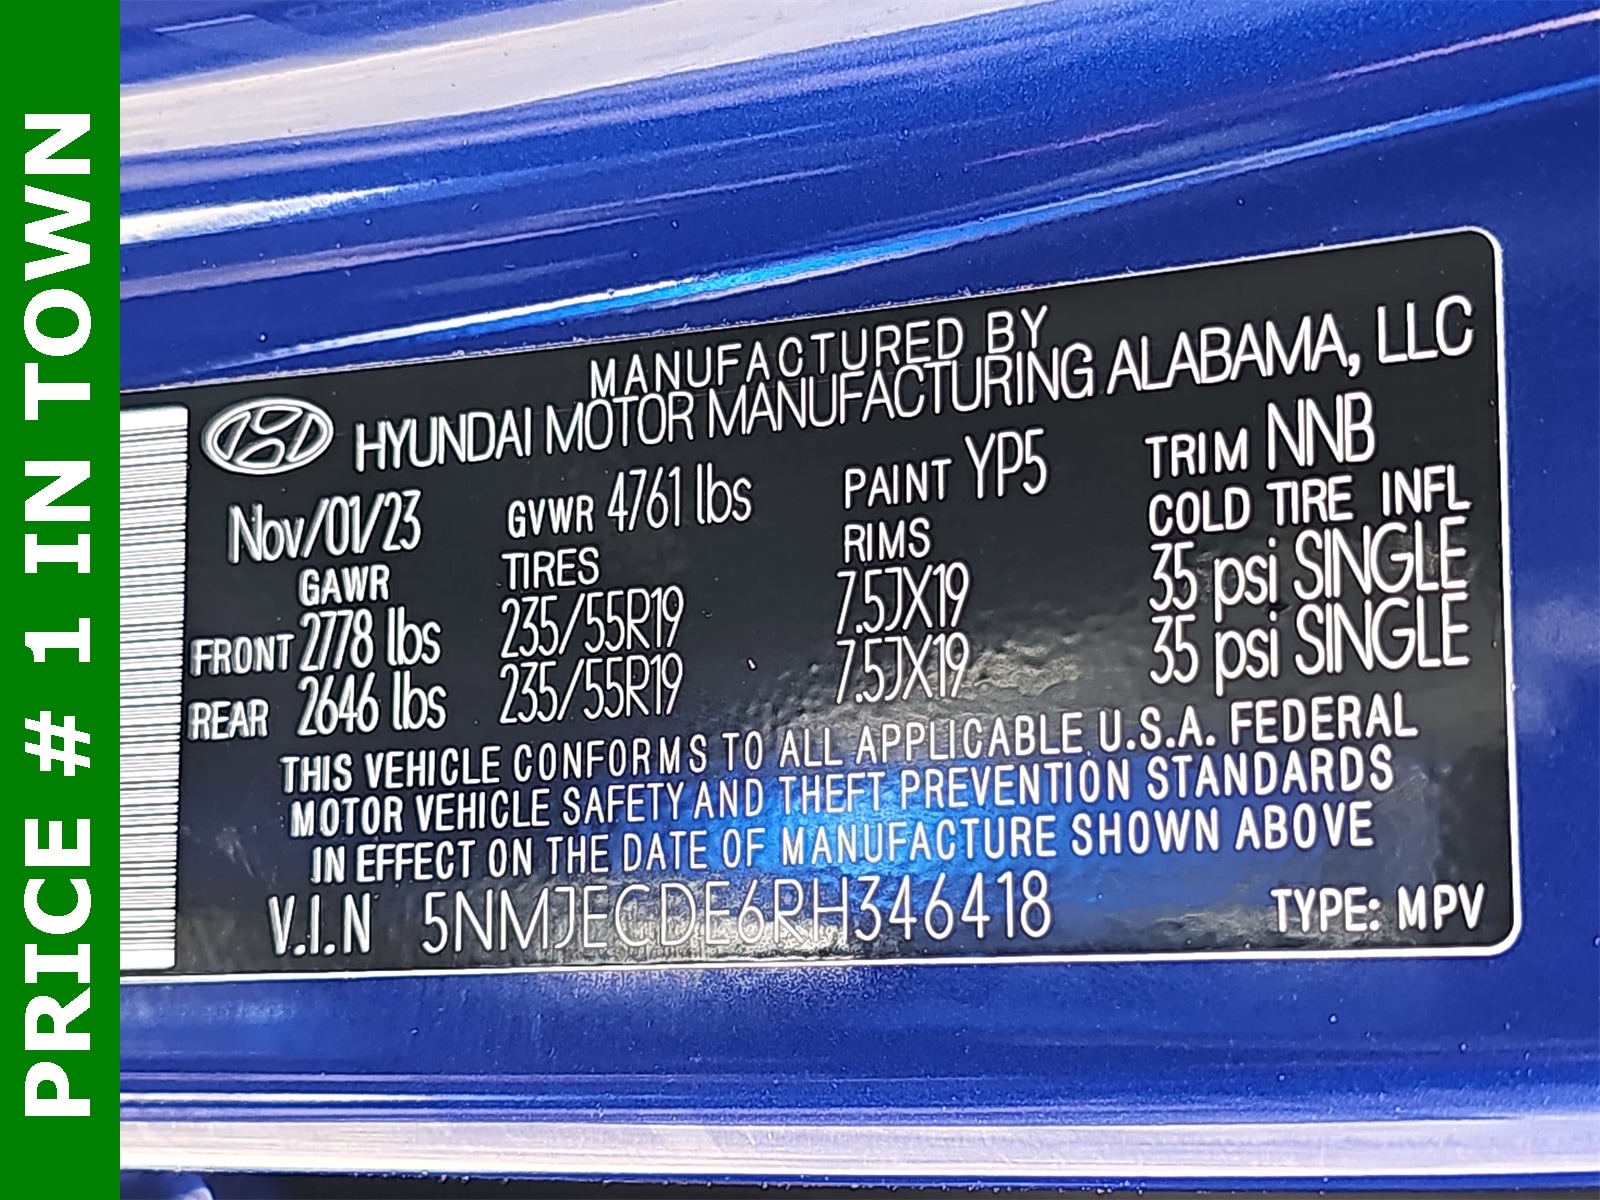 PRICE # 1 IN TOWN
MANUFACTURED BY
HYUNDAI MOTOR MANUFACTURING ALABAMA, LLC
Nov/01/23 GVWR 4761 lbs PAINT YP5 TRIM NNB
GAWR TIRES RIMS COLD TIRE INFL
FRONT 2778 lbs 235/55R19 7.5JX19 35 psi SINGLE
REAR 2646 lbs 235/55R19 7.5JX19 35 psi SINGLE
THIS VEHICLE CONFORMS TO ALL APPLICABLE U.S.A. FEDERAL
MOTOR VEHICLE SAFETY AND THEFT PREVENTION STANDARDS
IN EFFECT ON THE DATE OF MANUFACTURE SHOWN ABOVE
V.I.N 5NMJECDE6RH346418 TYPE: MPV